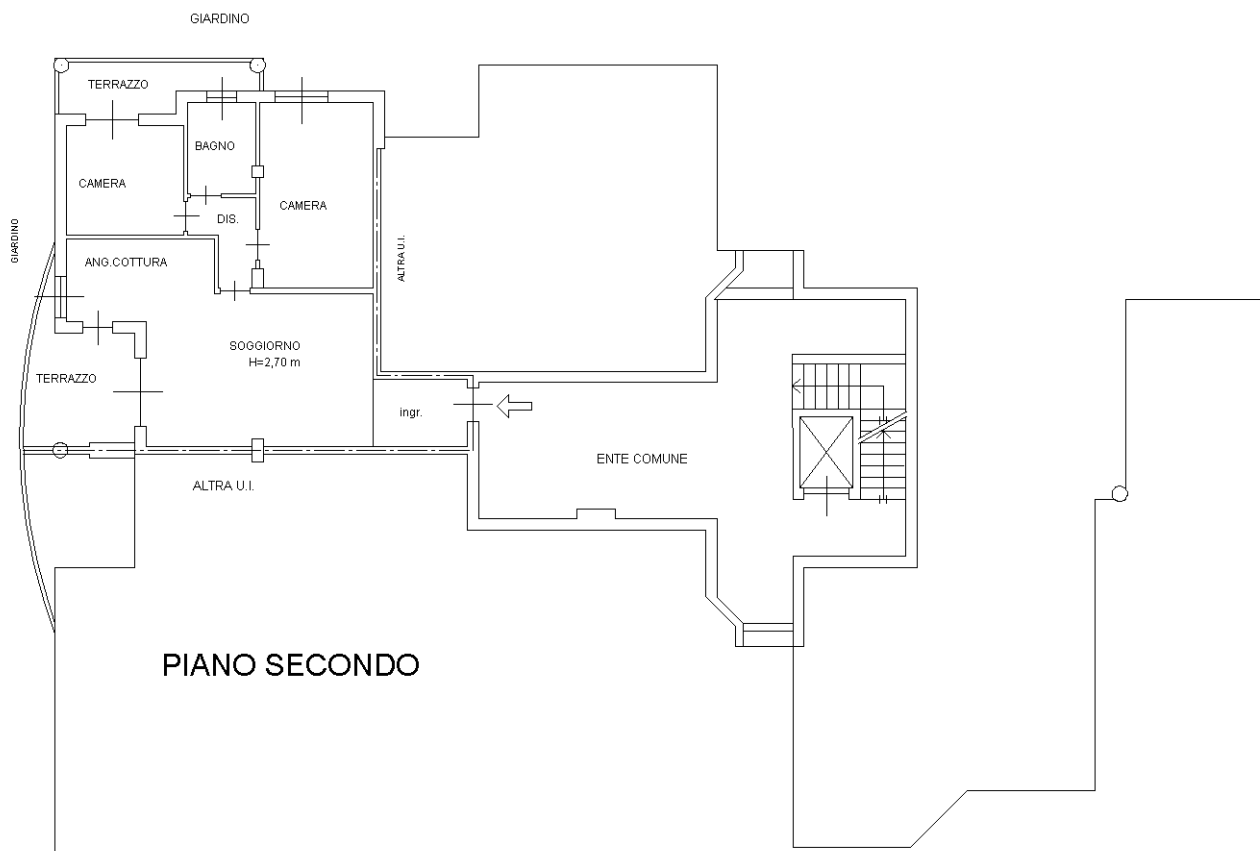 GIARDINO
TERRAZZO
BAGNO
CAMERA
CAMERA
DIS.
GIARDINO
ALTRA U.I.
ANG.COTTURA
SOGGIORNO
H=2,70 m
TERRAZZO
ingr.
ENTE COMUNE
ALTRA U.I.
PIANO SECONDO